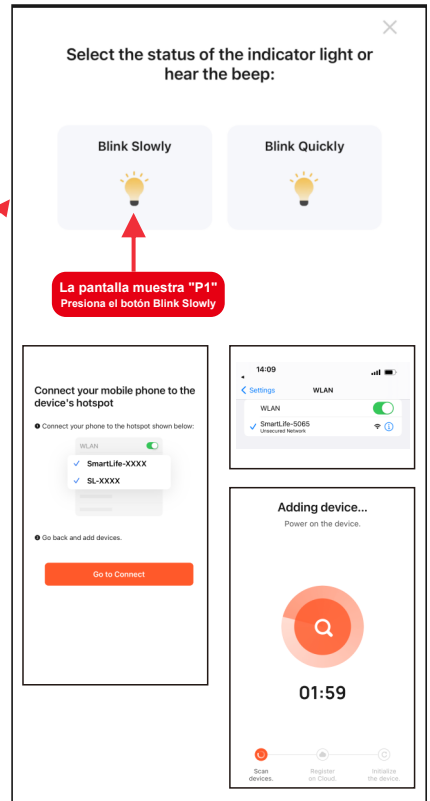 Select the status of the indicator light or
hear the beep:
Blink Slowly
Blink Quickly
La pantalla muestra "P1"
Presiona el botón Blink Slowly
Connect your mobile phone to the
device's hotspot
❶ Connect your phone to the hotspot shown below:
WLAN
✓ SmartLife-XXXX
✓ SL-XXXX
❶ Go back and add devices.
Go to Connect
14:09
Settings
WLAN
WLAN
✓ SmartLife-5065
Unsecured Network
Adding device...
Power on the device.
01:59
Scan
devices.
Register
on Cloud
Initialize
the device.